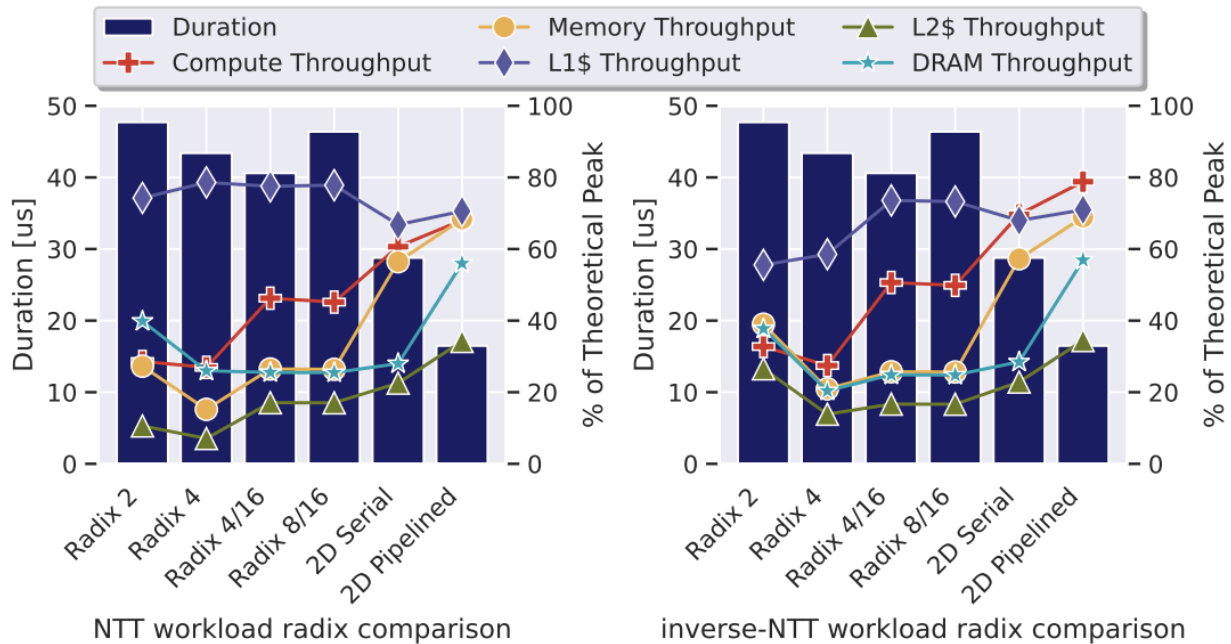 Duration
Memory Throughput
L2$ Throughput
Compute Throughput
L1$ Throughput
DRAM Throughput
50
40
30
20
10
0
Duration [us]
100
80
60
40
20
0
% of Theoretical Peak
Radix 2
Radix 4
Radix 4/16
Radix 8/16
2D Serial
2D Pipelined
NTT workload radix comparison
50
40
30
20
10
0
Duration [us]
100
80
60
40
20
0
% of Theoretical Peak
Radix 2
Radix 4
Radix 4/16
Radix 8/16
2D Serial
2D Pipelined
inverse-NTT workload radix comparison